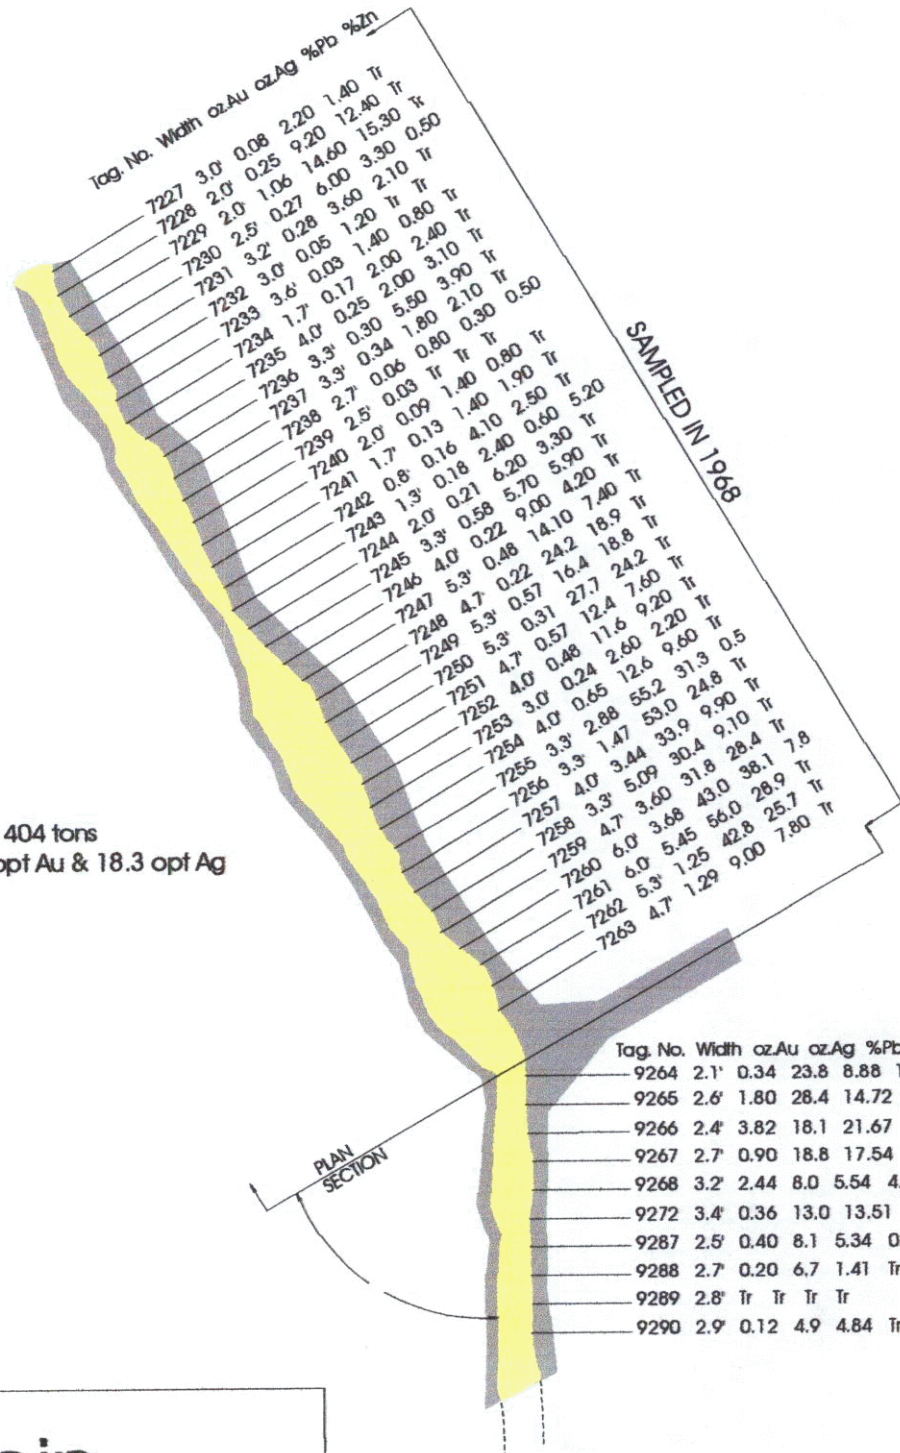 Tag. No. Width oz.Au oz.Ag %Pb %Zn
7227 3.0' 0.08 2.20 1.40 Tr
7228 2.0' 0.25 9.20 12.40 Tr
7229 2.0' 1.06 14.60 15.30 Tr
7230 2.5' 0.27 6.00 3.30 0.50
7231 3.2' 0.28 3.60 2.10 Tr
7232 3.0' 0.05 1.20 Tr Tr
7233 3.6' 0.03 1.40 0.80 Tr
7234 1.7' 0.17 2.00 2.40 Tr
7235 4.0' 0.25 2.00 3.10 Tr
7236 3.3' 0.30 5.50 3.90 Tr
7237 3.3' 0.34 1.80 2.10 Tr
7238 2.7' 0.06 0.80 0.30 0.50
7239 2.5' 0.03 Tr Tr Tr
7240 2.0' 0.09 1.40 0.80 Tr
7241 1.7' 0.13 1.40 1.90 Tr
7242 0.8' 0.16 4.10 2.50 Tr
7243 1.3' 0.18 2.40 0.60 5.20
7244 2.0' 0.21 6.20 3.30 Tr
7245 3.3' 0.58 5.70 5.90 Tr
7246 4.0' 0.22 9.00 4.20 Tr
7247 5.3' 0.48 14.10 7.40 Tr
7248 4.7' 0.22 24.2 18.9 Tr
7249 5.3' 0.57 16.4 18.8 Tr
7250 5.3' 0.31 27.7 24.2 Tr
7251 4.7' 0.57 12.4 7.60 Tr
7252 4.0' 0.48 11.6 9.20 Tr
7253 3.0' 0.24 2.60 2.20 Tr
7254 4.0' 0.65 12.6 9.60 Tr
7255 3.3' 2.88 55.2 31.3 0.5
7256 3.3' 1.47 53.0 24.8 Tr
7257 4.0' 3.44 33.9 9.90 Tr
7258 3.3' 5.09 30.4 9.10 Tr
7259 4.7' 3.60 31.8 28.4 Tr
7260 6.0' 3.68 43.0 38.1 7.8
7261 6.0' 5.45 56.0 28.9 Tr
7262 5.3' 1.25 42.8 25.7 Tr
7263 4.7' 1.29 9.00 7.80 Tr
SAMPLED IN 1968
404 tons
opt Au & 18.3 opt Ag
PLAN
SECTION
Tag. No. Width oz.Au oz.Ag %Pb
9264 2.1' 0.34 23.8 8.88
9265 2.6' 1.80 28.4 14.72
9266 2.4' 3.82 18.1 21.67
9267 2.7' 0.90 18.8 17.54
9268 3.2' 2.44 8.0 5.54 4.
9272 3.4' 0.36 13.0 13.51
9287 2.5' 0.40 8.1 5.34 0
9288 2.7' 0.20 6.7 1.41 Tr
9289 2.8' Tr Tr Tr Tr
9290 2.9' 0.12 4.9 4.84 Tr